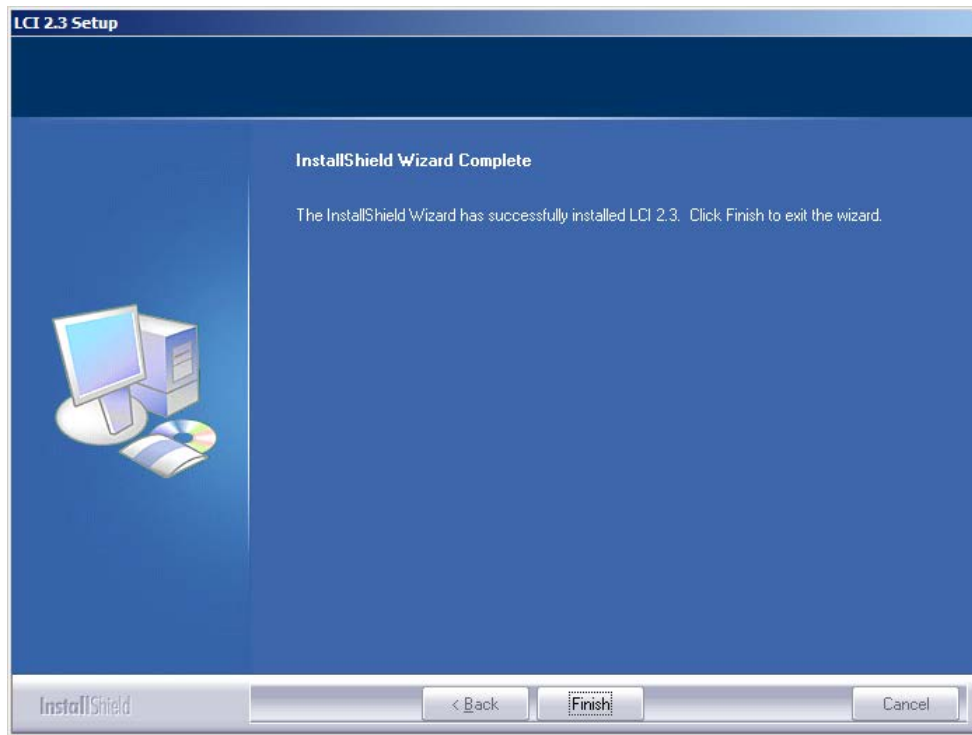 LCI 2.3 Setup
InstallShield Wizard Complete
The InstallShield Wizard has successfully installed LCI 2.3. Click Finish to exit the wizard.
InstallShield
< Back
Finish
Cancel